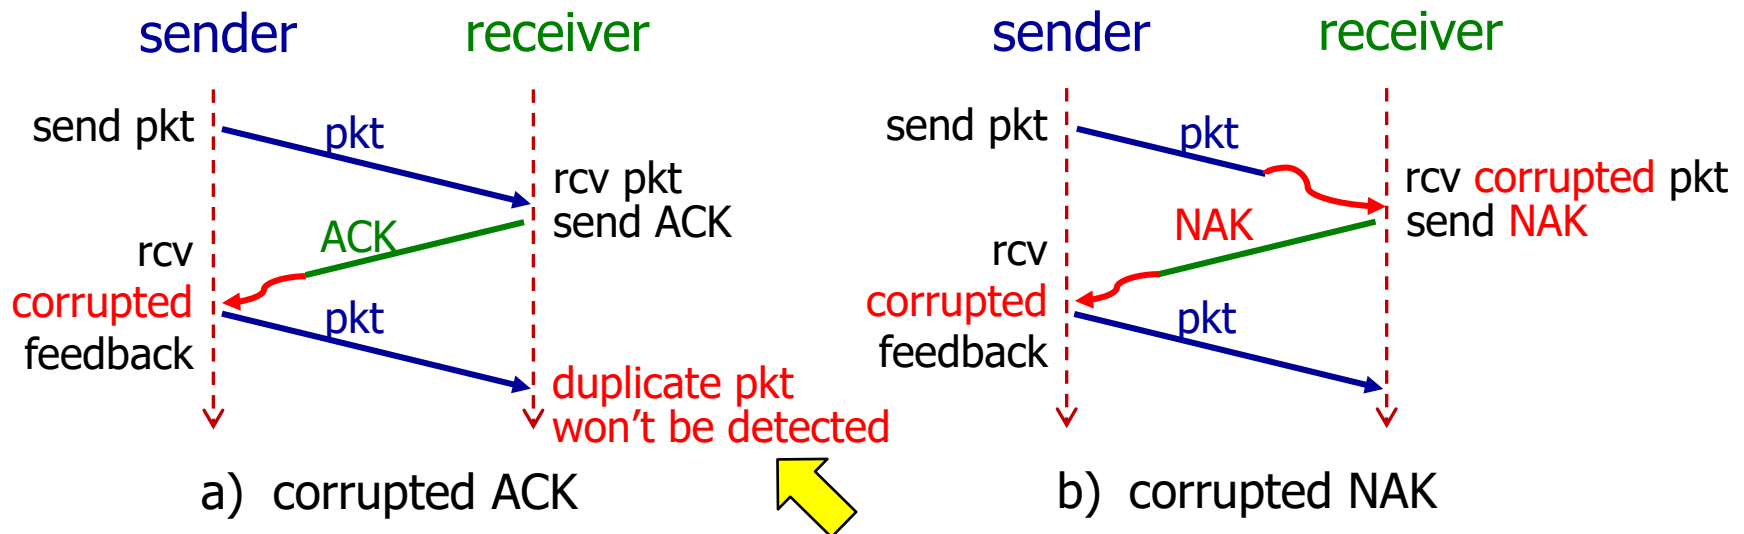 sender
receiver
send pkt
pkt
rcv pkt
send ACK
ACK
rcv
corrupted
feedback
pkt
duplicate pkt
won’t be detected
a) corrupted ACK
sender
receiver
send pkt
pkt
rcv corrupted pkt
send NAK
NAK
rcv
corrupted
feedback
pkt
b) corrupted NAK